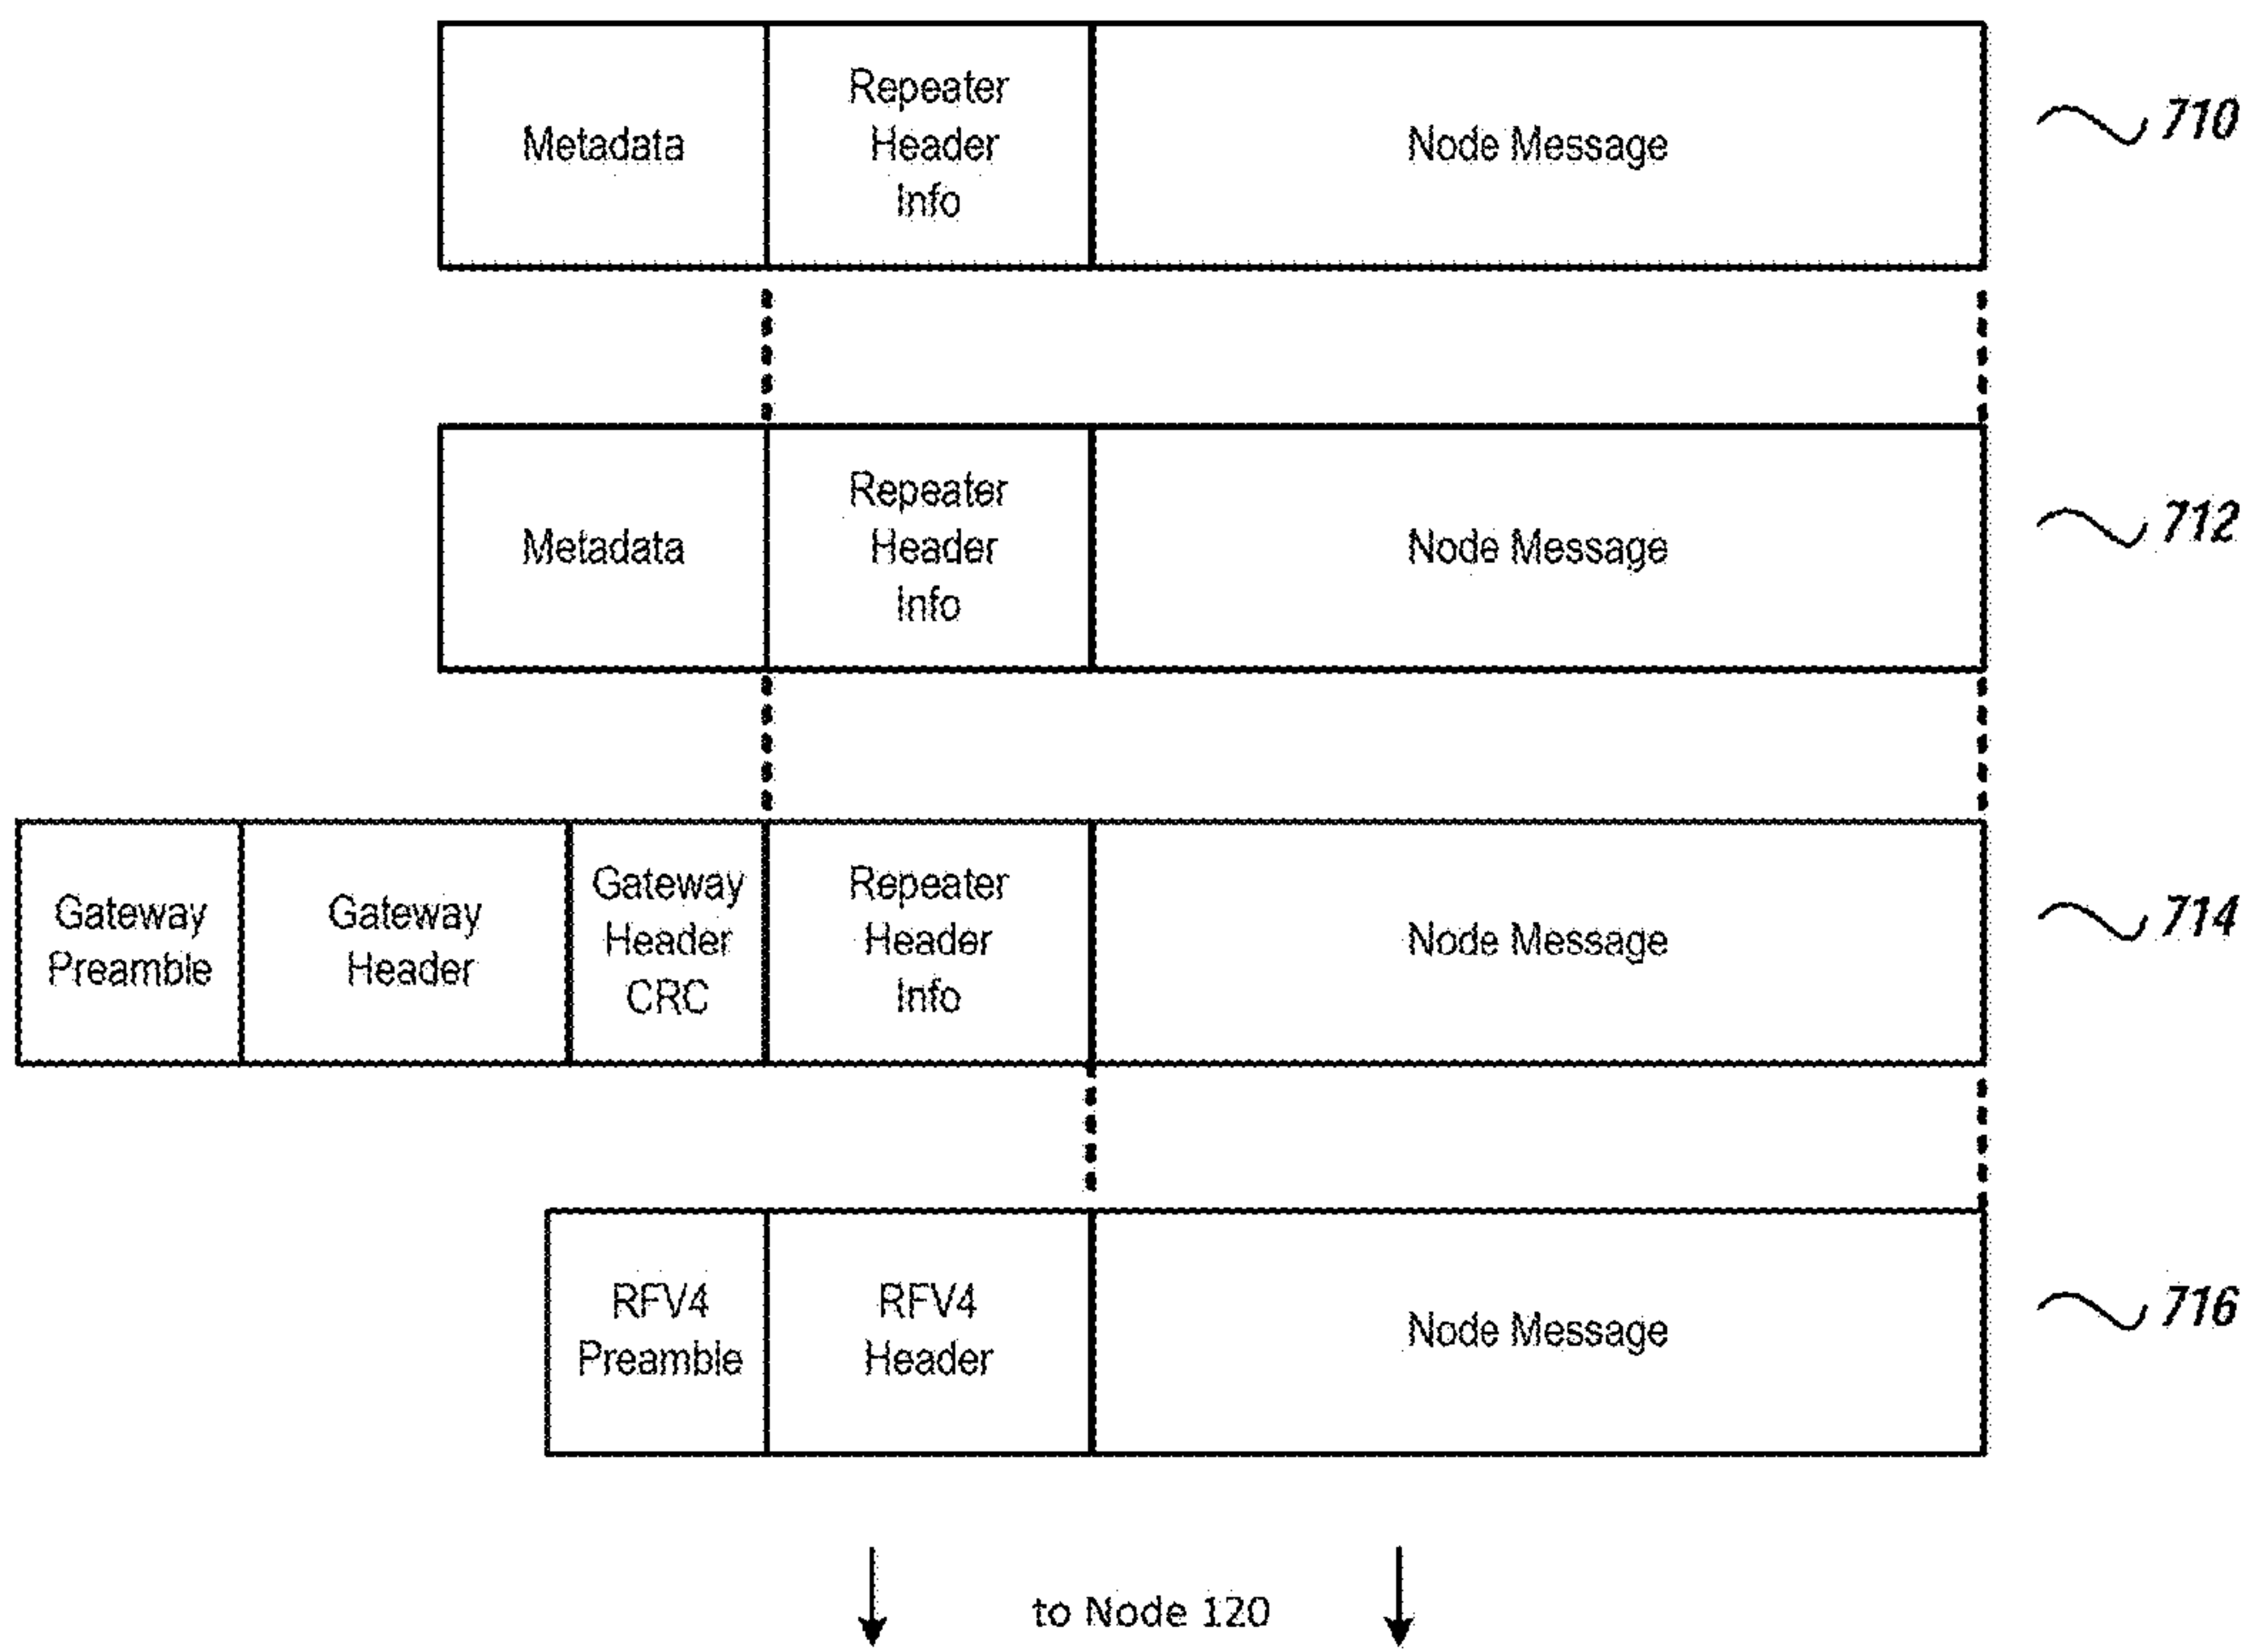 Metadata
Repeater
Header
Info
Node Message
710
Metadata
Repeater
Header
Info
Node Message
712
Gateway
Preamble
Gateway
Header
Gateway
Header
CRC
Repeater
Header
Info
Node Message
714
RFV4
Preamble
RFV4
Header
Node Message
716
to Node 120